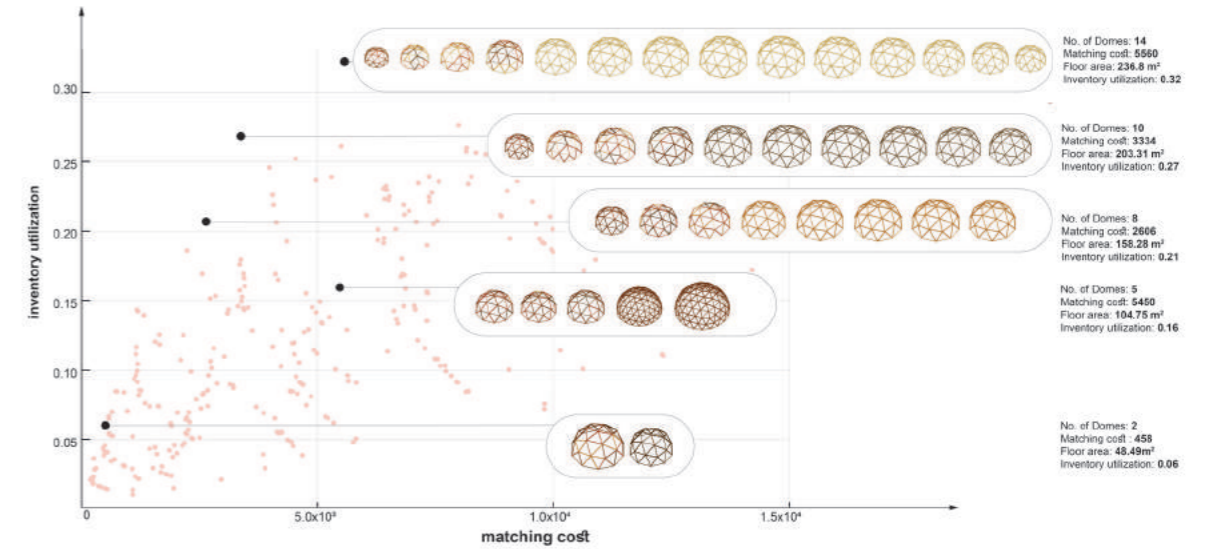 No. of Domes: 14
Matching cost: 5560
Floor area: 236.8 m²
Inventory utilization: 0.32
0.30
No. of Domes: 10
Matching cost: 3334
Floor area: 203.31 m²
Inventory utilization: 0.27
0.25
No. of Domes: 8
Matching cost: 2606
Floor area: 158.28 m²
Inventory utilization: 0.21
0.20
inventory utilization
No. of Domes: 5
Matching cost: 5450
Floor area: 104.75 m²
Inventory utilization: 0.16
0.15
0.10
No. of Domes: 2
Matching cost : 458
Floor area: 48.49m²
Inventory utilization: 0.06
0.05
0
5.0x10³
1.0x10⁴
1.5x10⁴
matching cost